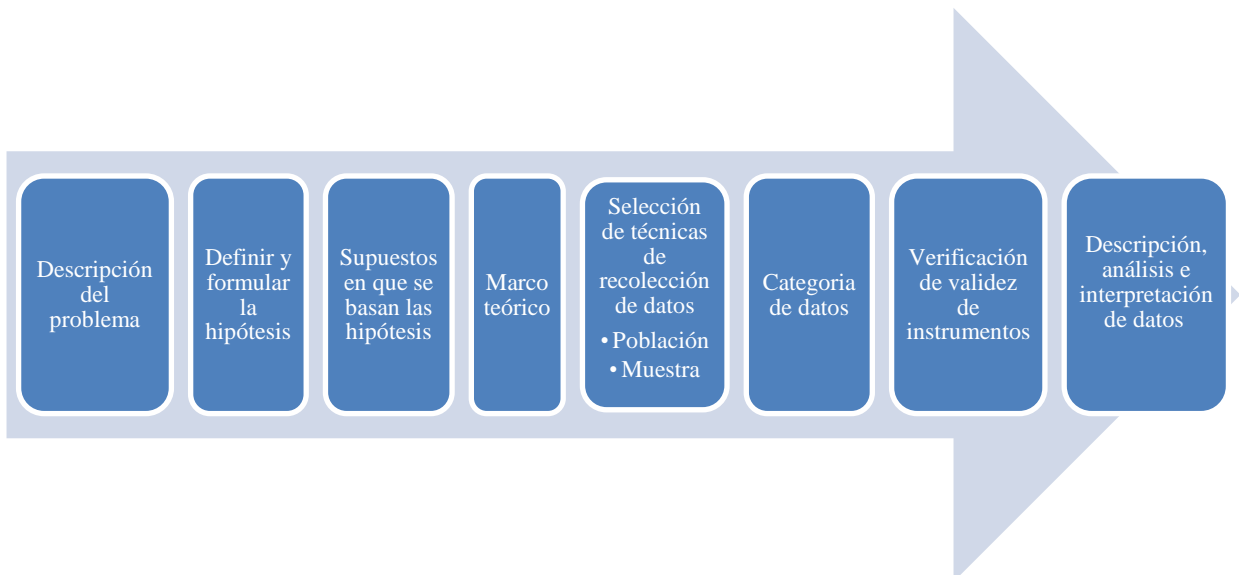 Descripción
del
problema
Definir y
formular
la
hipótesis
Supuestos
en que se
basan las
hipótesis
Marco
teórico
Selección
de técnicas
de
recolección
de datos
• Población
• Muestra
Categoria
de datos
Verificación
de validez
de
instrumentos
Descripción,
análisis e
interpretación
de datos